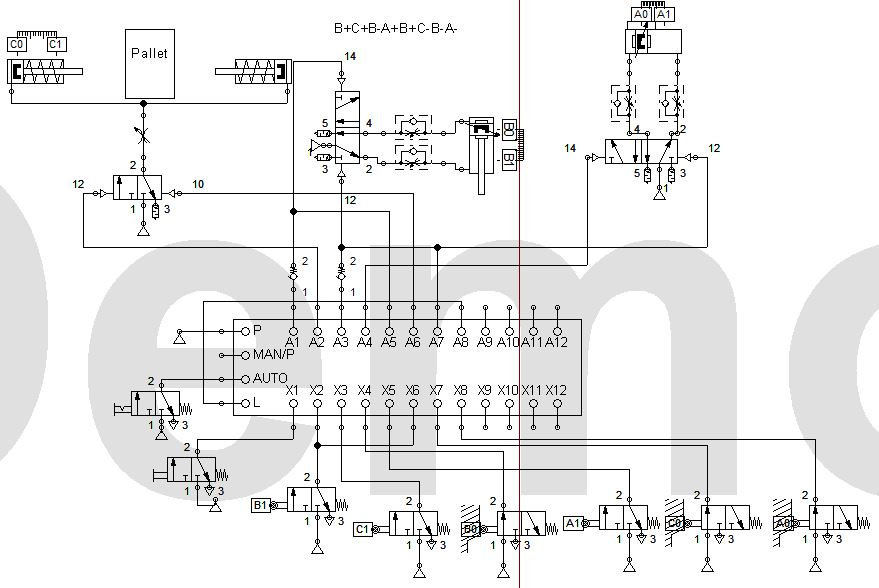 B+C+B-A+B+C-B-A-
A0 A1
C0 C1
Pallet
14
5 4
1
3 2
12
B0
B1
4 2
14 12
5 1 3
2
12 10
1 3
2 2
1 1
P
MAN/P
AUTO
L
A1 A2 A3 A4 A5 A6 A7 A8 A9 A10 A11 A12
X1 X2 X3 X4 X5 X6 X7 X8 X9 X10 X11 X12
2
1 3
2
1 3
B1 2
1 3
C1 2
1 3
B0 2
1 3
A1 2
1 3
C0 2
1 3
A0 2
1 3
Demo